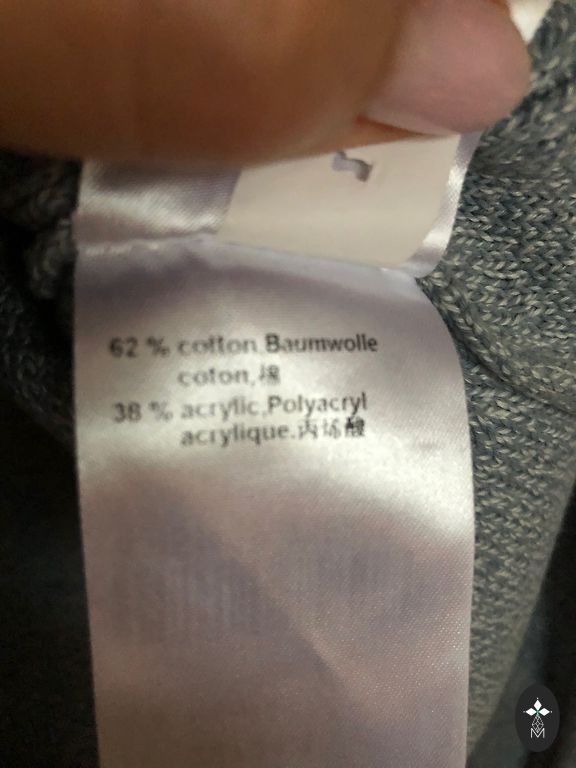 62 % cotton,Baumwolle
coton,棉
38 % acrylic,Polyacryl
acrylique,丙烯酸